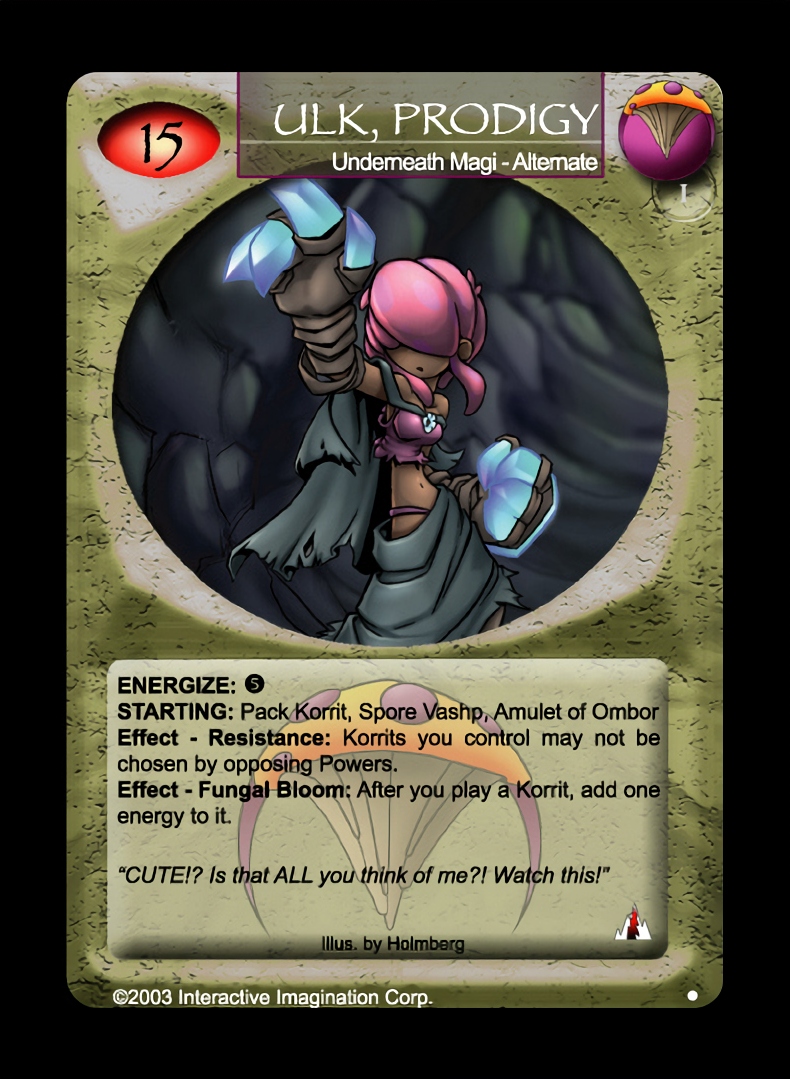 15
ULK, PRODIGY
Underneath Magi - Alternate
I
ENERGIZE: ❺
STARTING: Pack Korrit, Spore Vashp, Amulet of Ombor
Effect - Resistance: Korrits you control may not be
chosen by opposing Powers.
Effect - Fungal Bloom: After you play a Korrit, add one
energy to it.
“CUTE!? Is that ALL you think of me?! Watch this!”
Illus. by Holmberg
©2003 Interactive Imagination Corp.